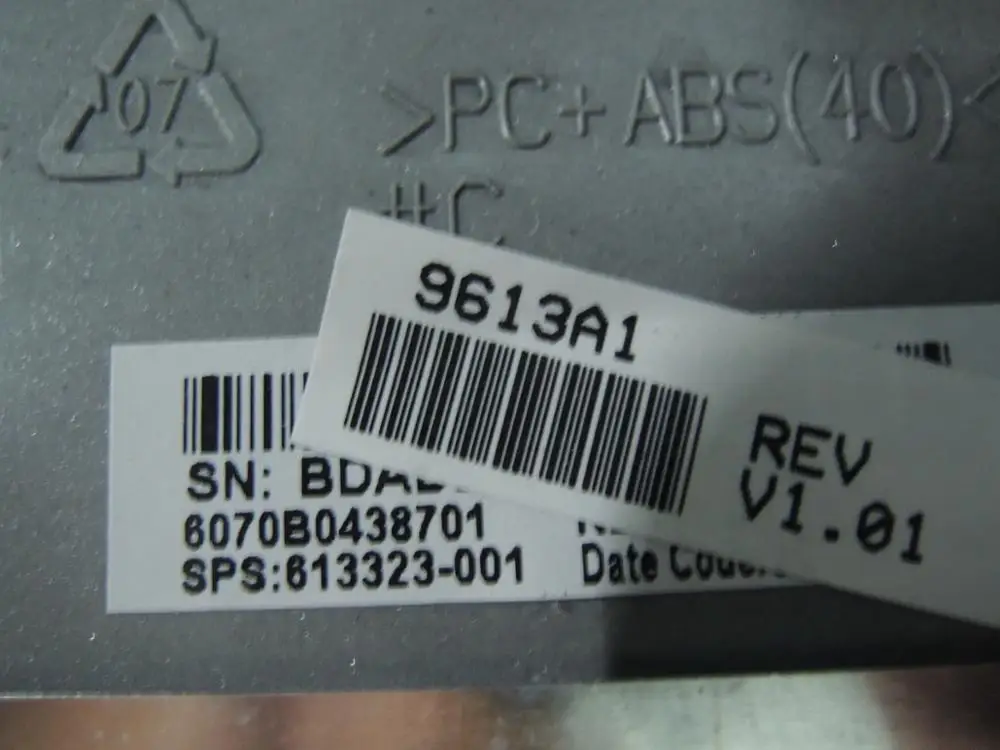 07
>PC+ABS(40)<
#C
9613A1
REV
V1.01
SN:
6070B0438701
SPS:613323-001
Date